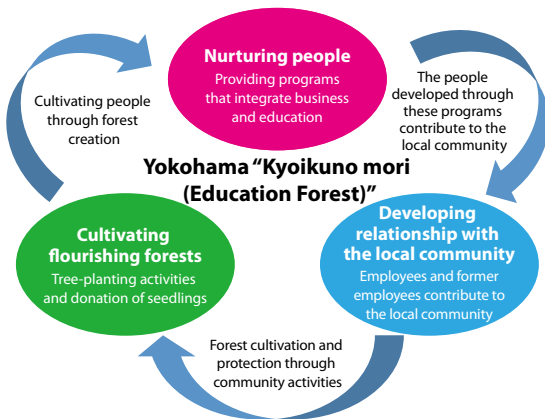 Nurturing people
Providing programs
that integrate business
and education
The people
developed through
these programs
contribute to the
local community
Cultivating people
through forest
creation
Yokohama “Kyoikuno mori
(Education Forest)”
Developing
relationship with
the local community
Employees and former
employees contribute to
the local community
Cultivating
flourishing forests
Tree-planting activities
and donation of seedlings
Forest cultivation and
protection through
community activities